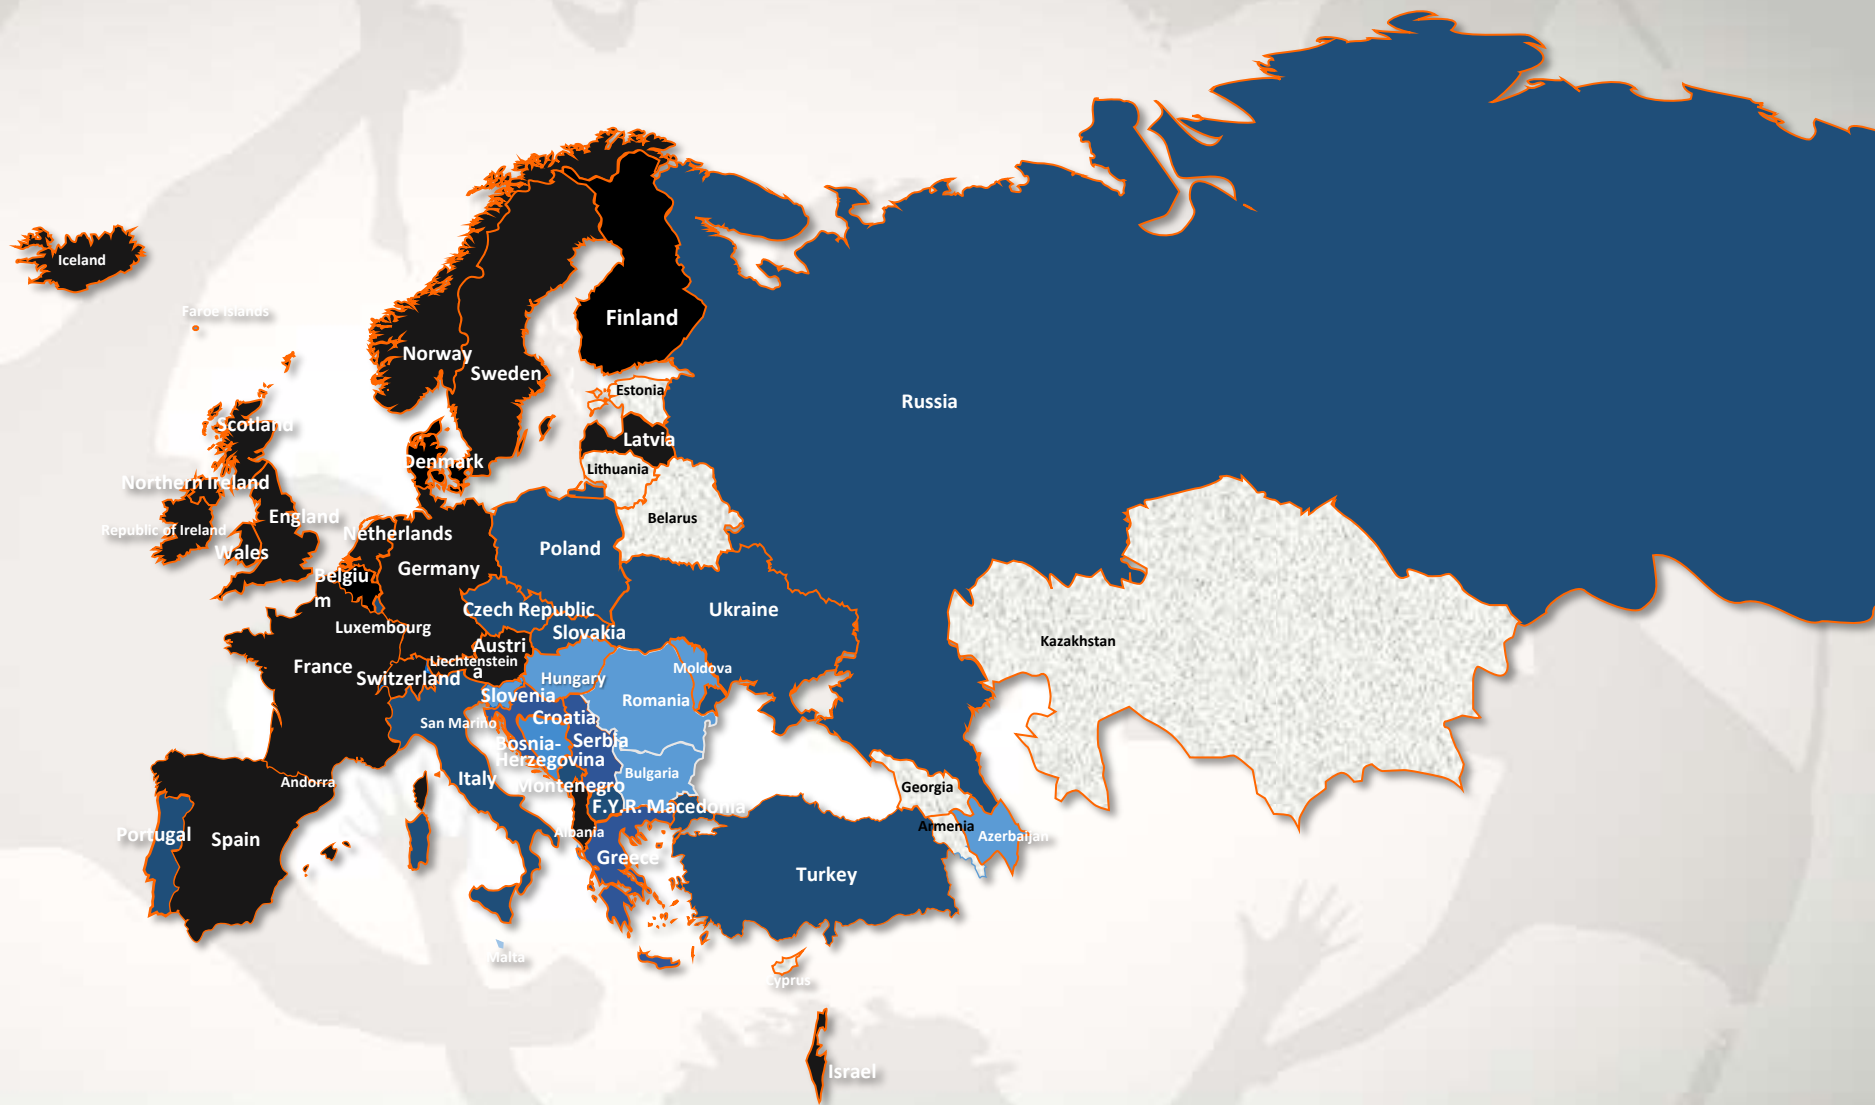 Iceland
Faroe Islands
Finland
Norway
Sweden
Estonia
Russia
Scotland
Latvia
Denmark
Lithuania
Northern Ireland
England
Belarus
Republic of Ireland
Netherlands
Wales
Poland
Germany
Belgiu
m
Czech Republic
Ukraine
Luxembourg
Slovakia
Kazakhstan
Austri
a
Liechtenstein
France
Switzerland
Hungary
Moldova
Slovenia
Romania
San Marino
Croatia
Bosnia-
Herzegovina
Serbia
Italy
Bulgaria
Andorra
Montenegro
Georgia
F.Y.R. Macedonia
Portugal
Spain
Albania
Armenia
Azerbaijan
Greece
Turkey
Malta
Cyprus
Israel